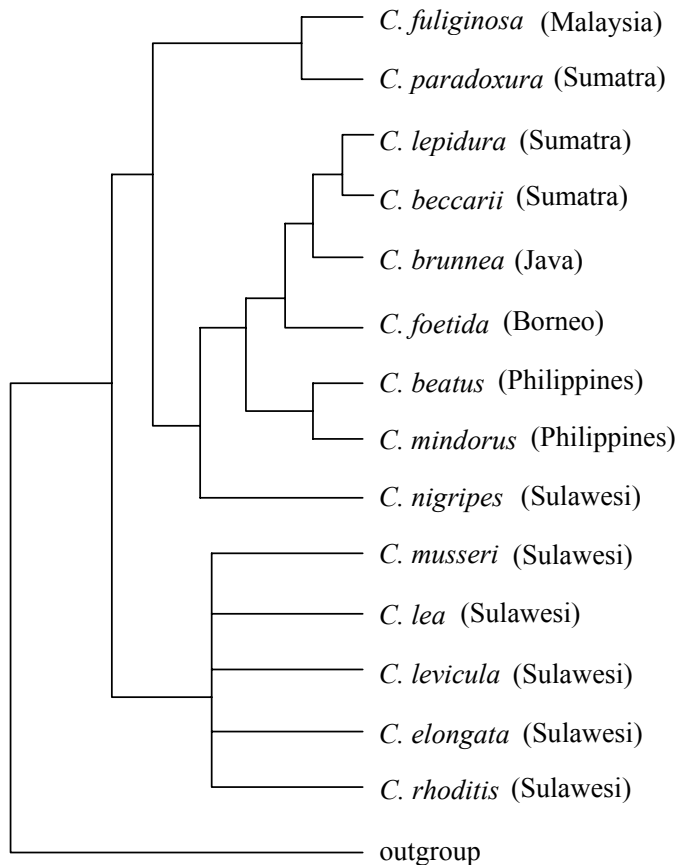 C. fuliginosa (Malaysia)
C. paradoxura (Sumatra)
C. lepidura (Sumatra)
C. beccarii (Sumatra)
C. brunnea (Java)
C. foetida (Borneo)
C. beatus (Philippines)
C. mindorus (Philippines)
C. nigripes (Sulawesi)
C. musseri (Sulawesi)
C. lea (Sulawesi)
C. levicula (Sulawesi)
C. elongata (Sulawesi)
C. rhoditis (Sulawesi)
outgroup